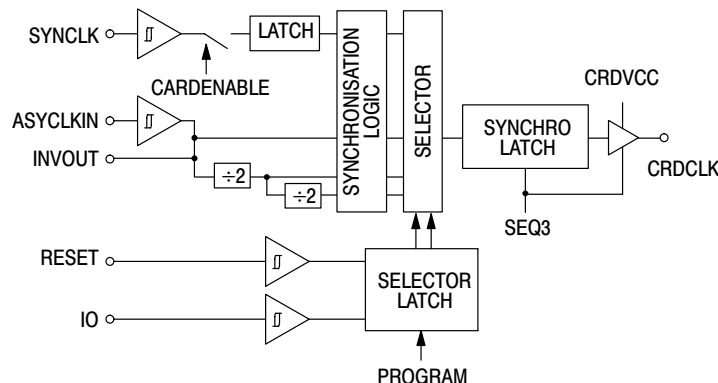 SYNCLK
LATCH
CARDENABLE
ASYCLKIN
INVOUT
÷2
÷2
SYNCHRONISATION
LOGIC
SELECTOR
SYNCHRO
LATCH
CRDVCC
CRDCLK
SEQ3
RESET
IO
SELECTOR
LATCH
PROGRAM